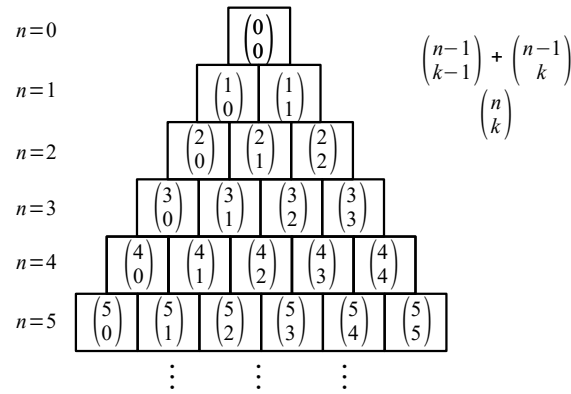 n=0 (0 0)
n=1 (1 0) (1 1)
(n−1 k−1) + (n−1 k)
(n k)
n=2 (2 0) (2 1) (2 2)
n=3 (3 0) (3 1) (3 2) (3 3)
n=4 (4 0) (4 1) (4 2) (4 3) (4 4)
n=5 (5 0) (5 1) (5 2) (5 3) (5 4) (5 5)
⋮ ⋮ ⋮